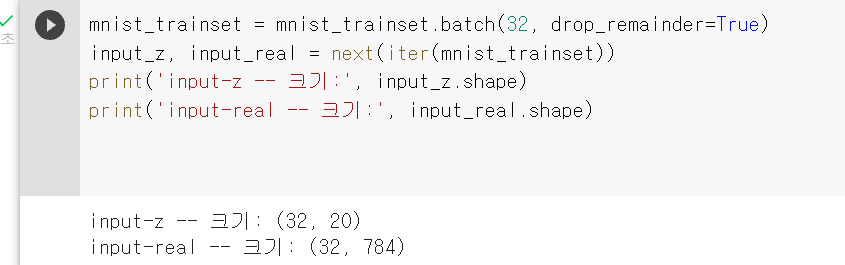 초
mnist_trainset = mnist_trainset.batch(32, drop_remainder=True)
input_z, input_real = next(iter(mnist_trainset))
print('input-z -- 크기:', input_z.shape)
print('input-real -- 크기:', input_real.shape)
input-z -- 크기: (32, 20)
input-real -- 크기: (32, 784)